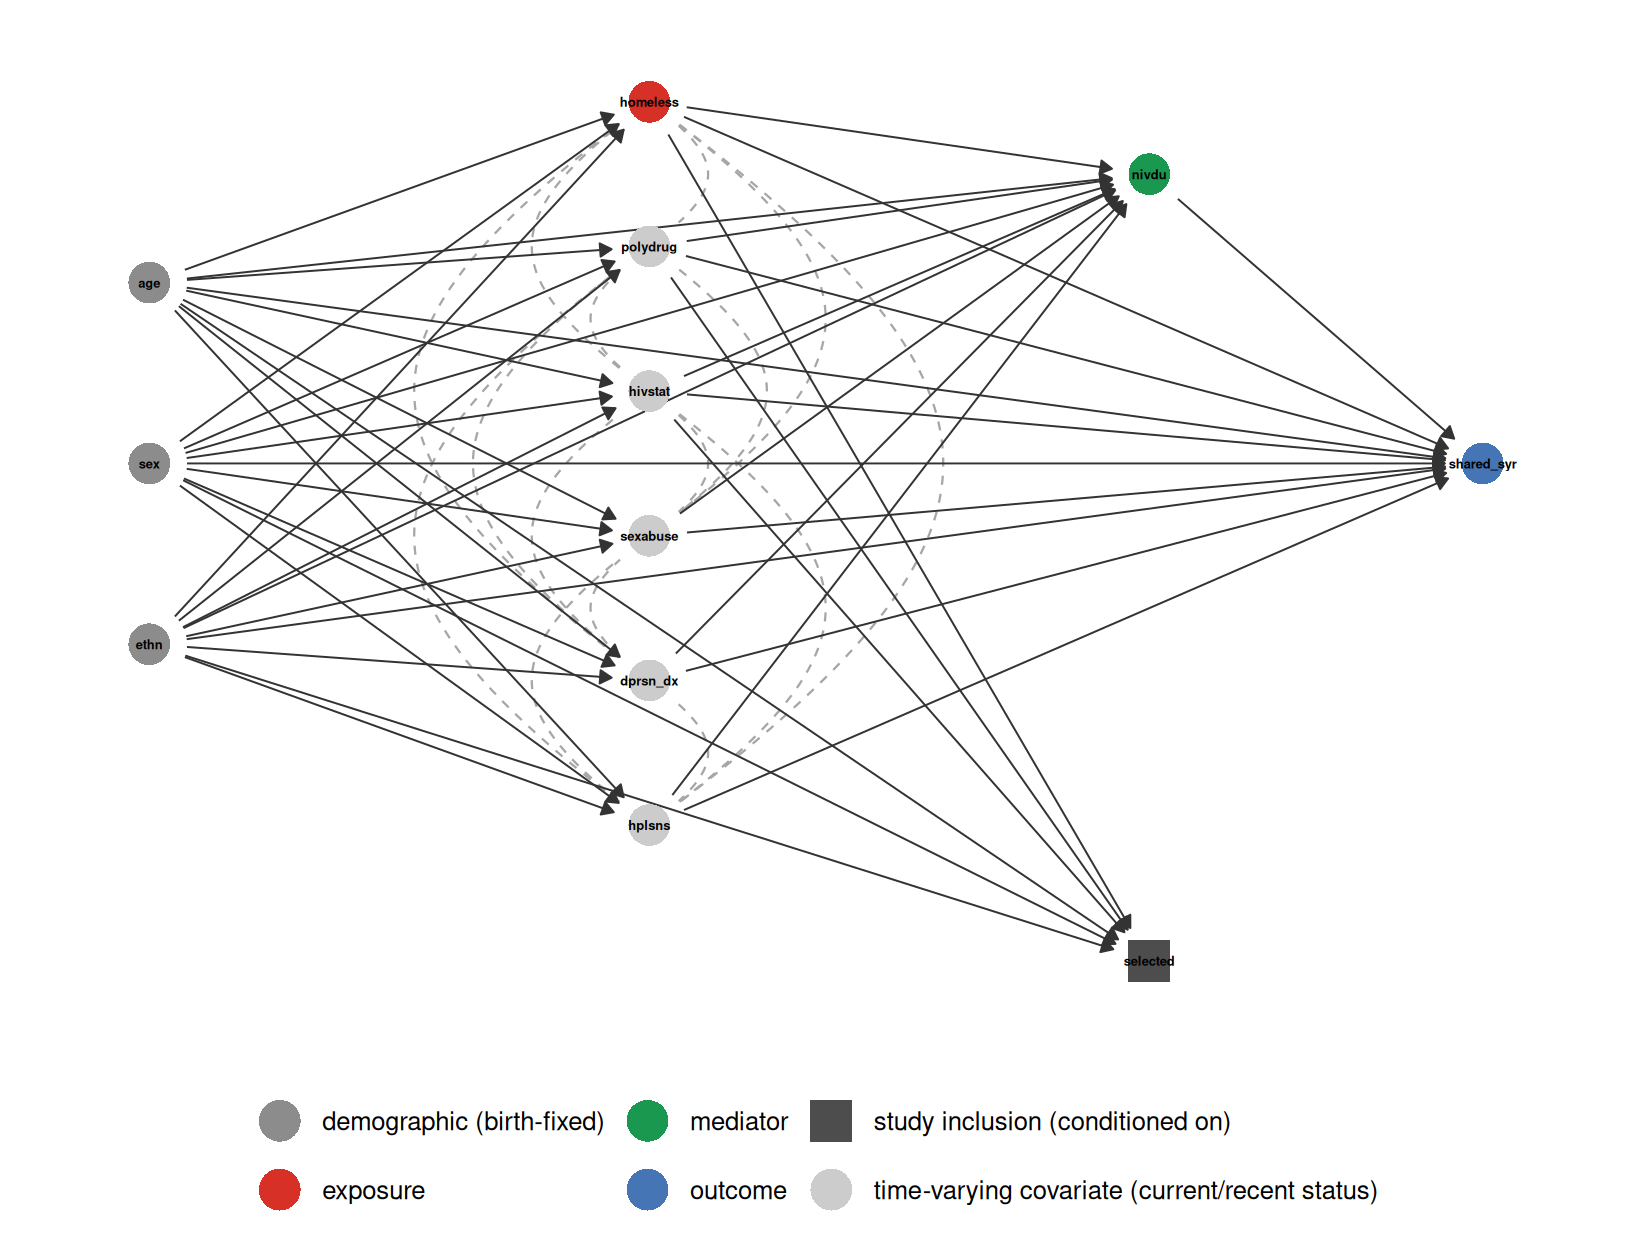 homeless
nivdu
polydrug
age
hivstat
sex
shared_syr
sexabuse
ethn
dprsn_dx
hplsns
selected
demographic (birth-fixed)
mediator
study inclusion (conditioned on)
exposure
outcome
time-varying covariate (current/recent status)